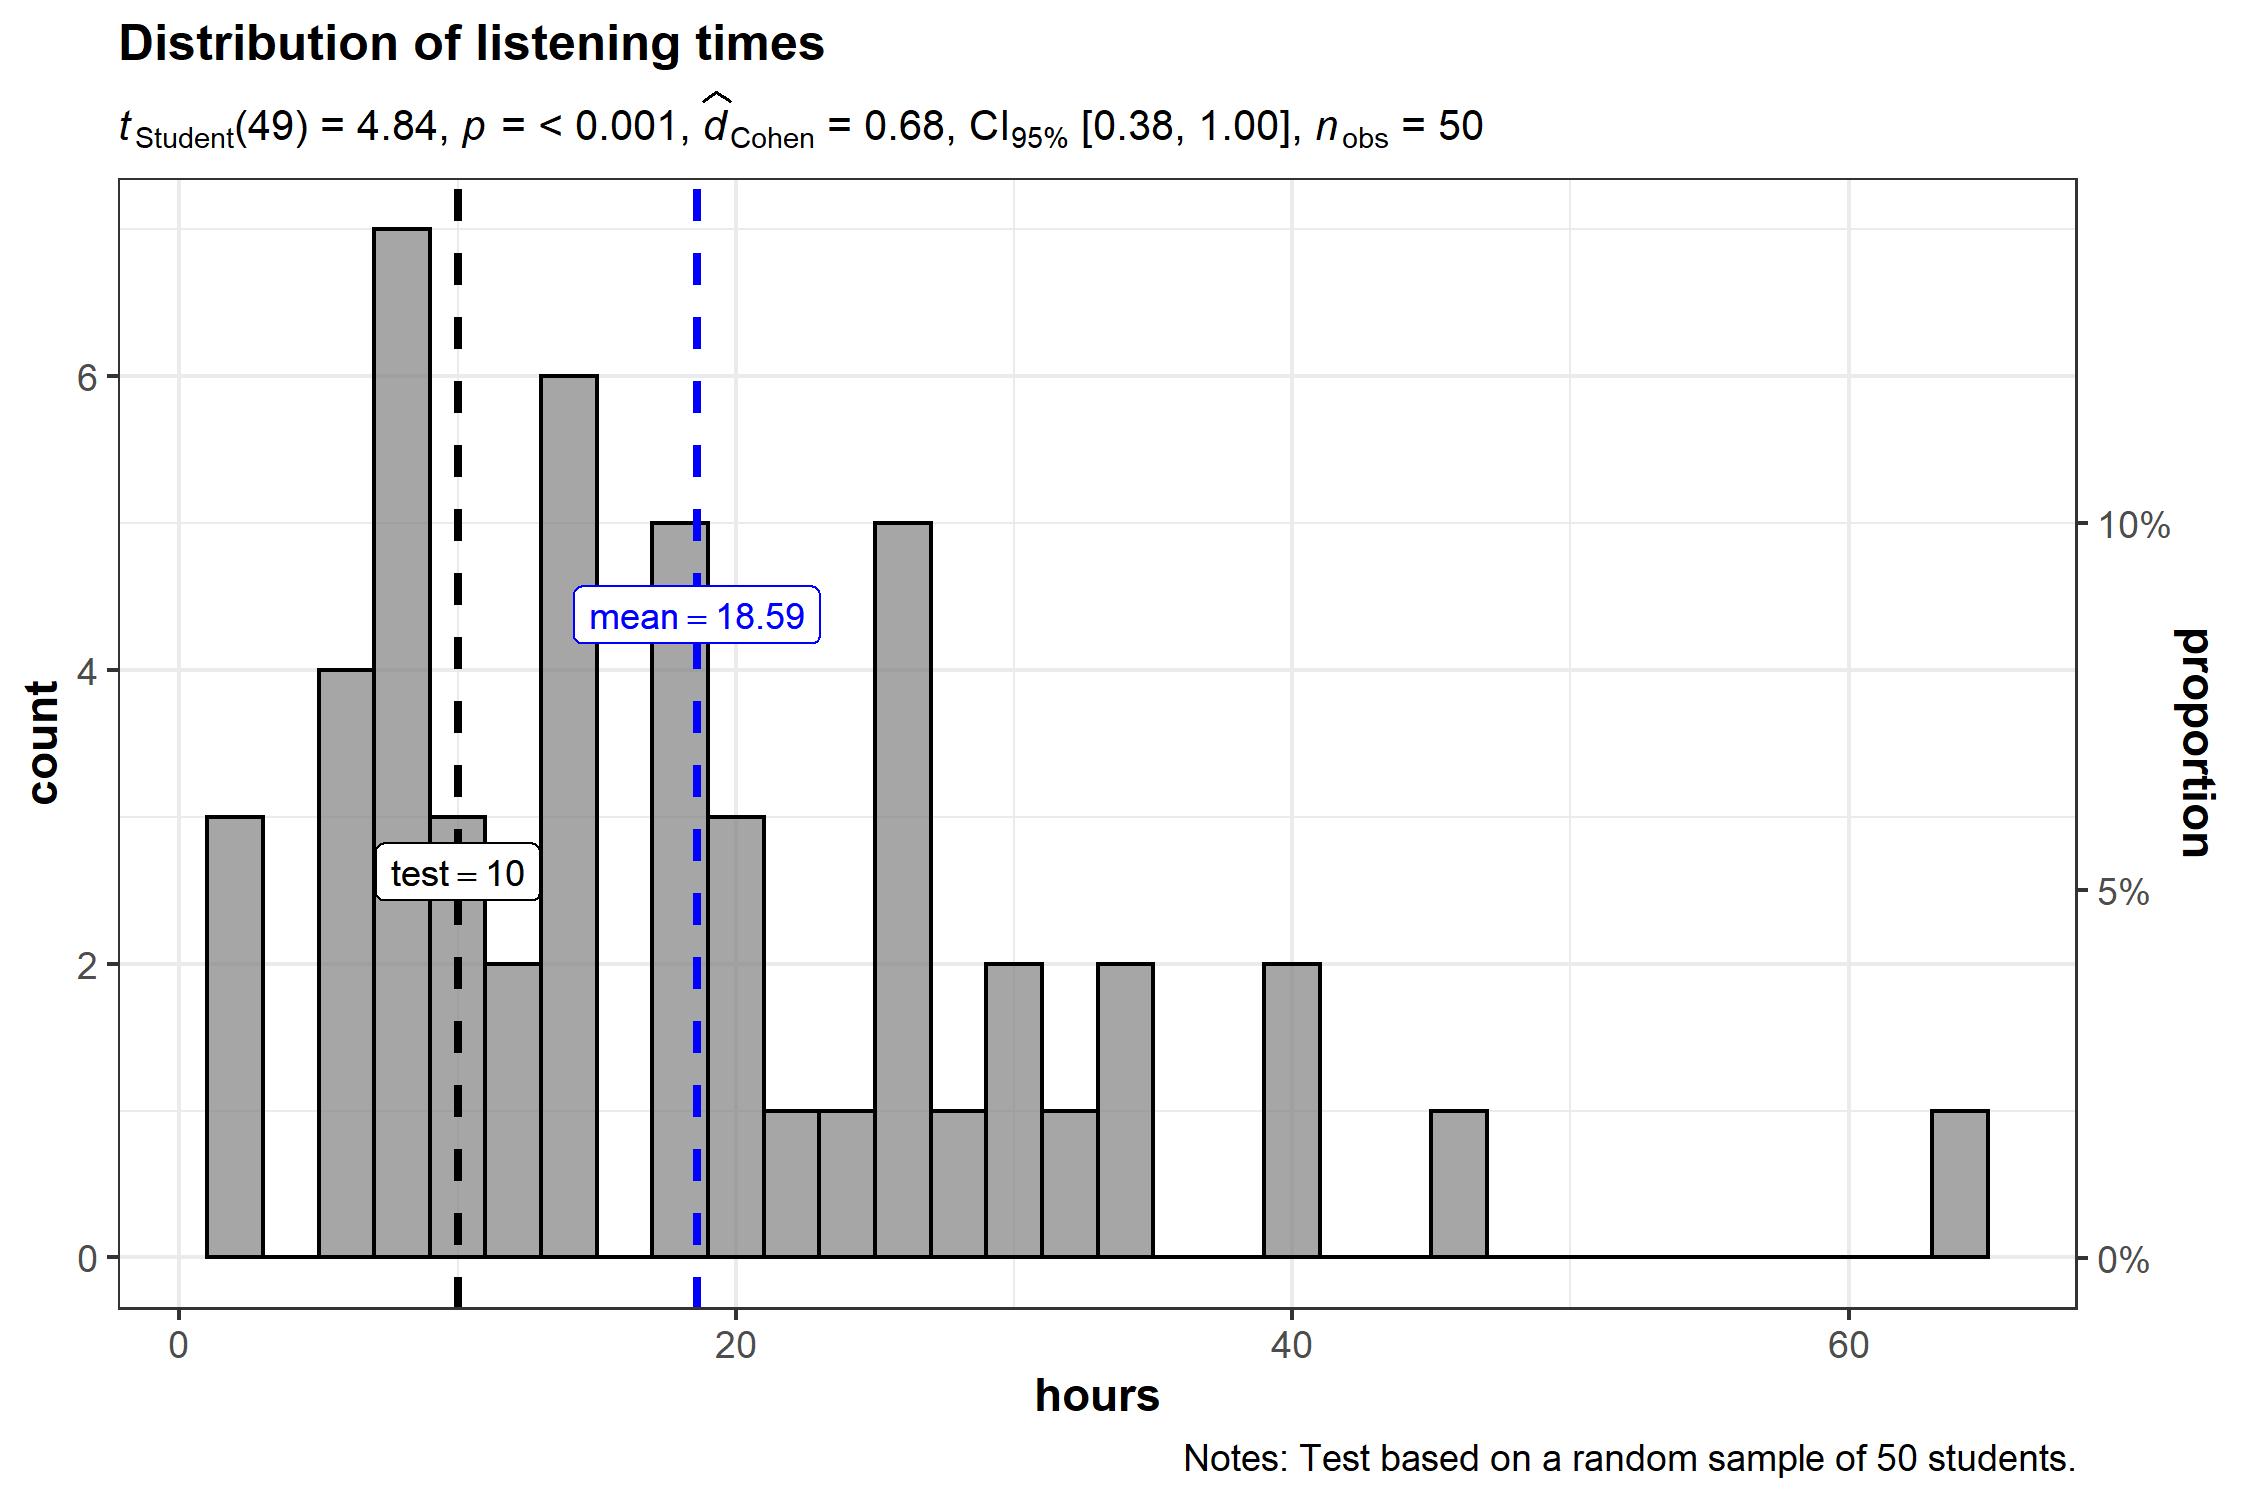 Distribution of listening times
t Student(49) = 4.84, p = < 0.001, d̂ Cohen = 0.68, CI95% [0.38, 1.00], n obs = 50
6
4
2
0
count
10%
5%
0%
proportion
mean = 18.59
test = 10
0 20 40 60
hours
Notes: Test based on a random sample of 50 students.